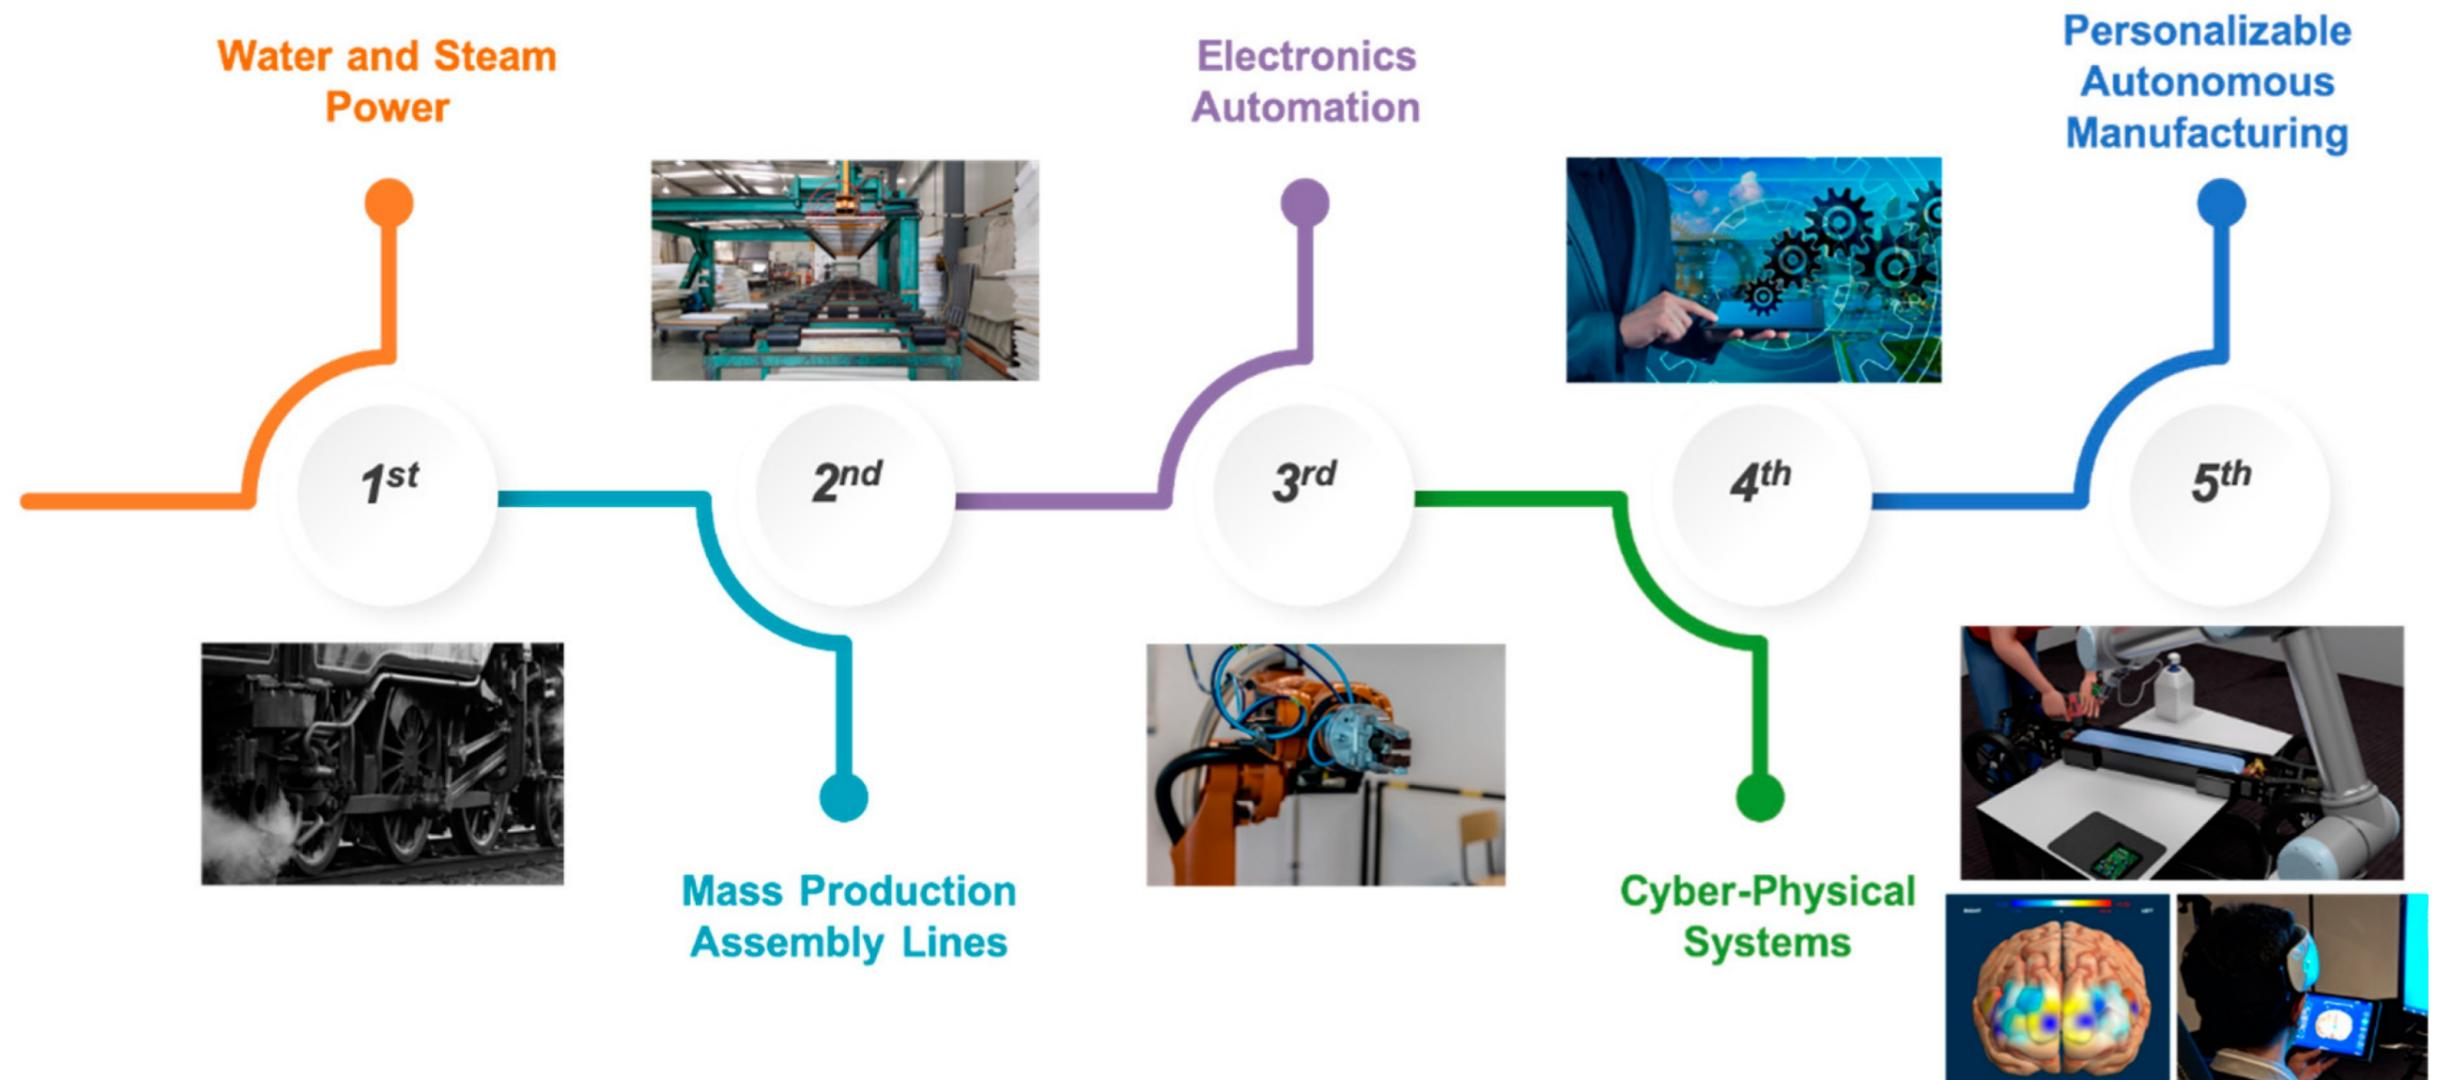 Water and Steam
Power
Electronics
Automation
Personalizable
Autonomous
Manufacturing
1st
2nd
3rd
4th
5th
Mass Production
Assembly Lines
Cyber-Physical
Systems